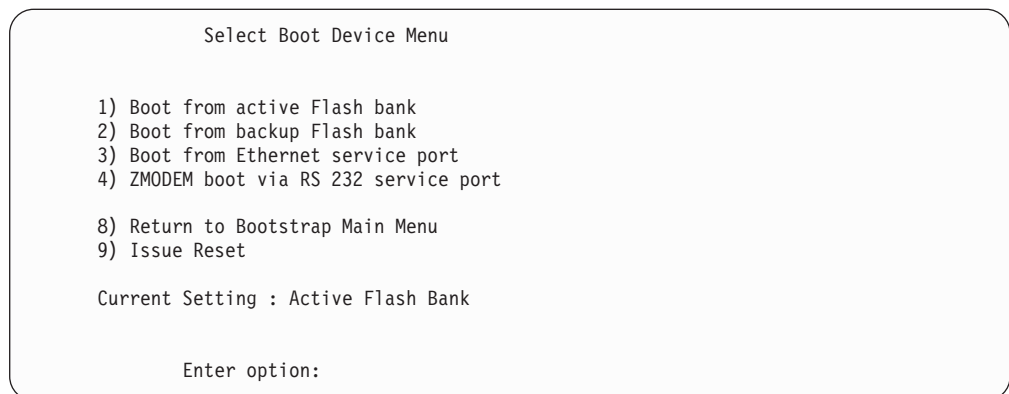 Select Boot Device Menu
1) Boot from active Flash bank
2) Boot from backup Flash bank
3) Boot from Ethernet service port
4) ZMODEM boot via RS 232 service port
8) Return to Bootstrap Main Menu
9) Issue Reset
Current Setting : Active Flash Bank
Enter option: